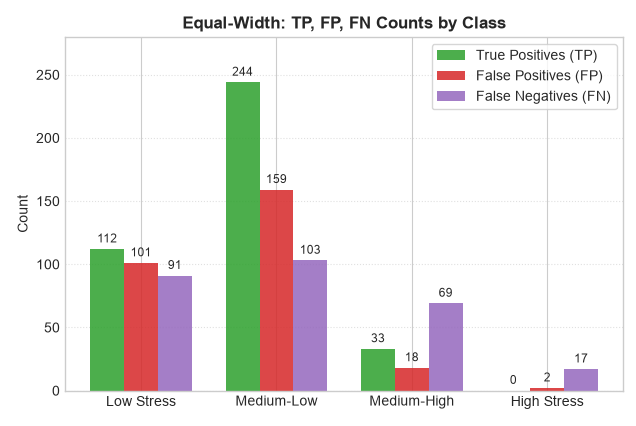 Equal-Width: TP, FP, FN Counts by Class
True Positives (TP)
False Positives (FP)
False Negatives (FN)
Count
250
200
150
100
50
0
112
101
91
244
159
103
33
18
69
0
2
17
Low Stress
Medium-Low
Medium-High
High Stress